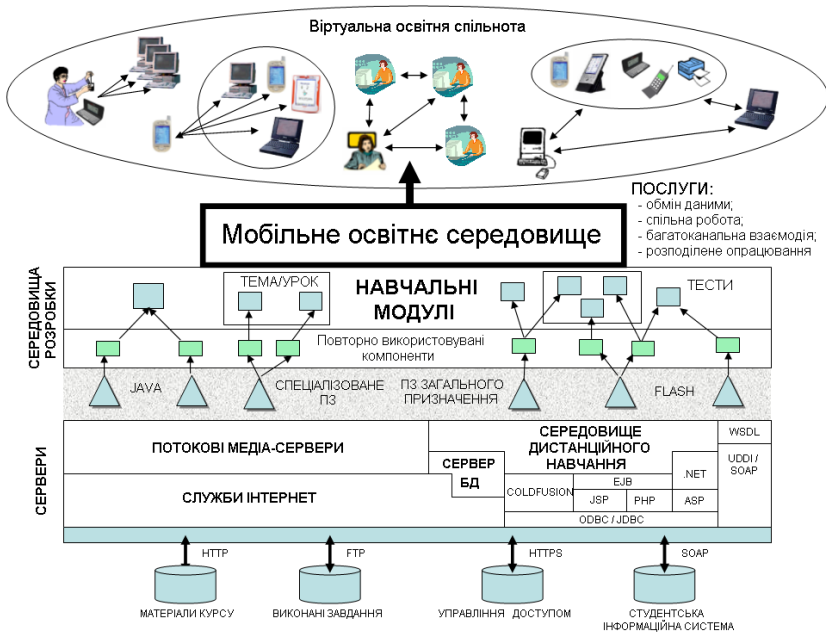 Віртуальна освітня спільнота
ПОСЛУГИ:
- обмін даними;
- спільна робота;
- багатоканальна взаємодія;
- розподілене опрацювання
Мобільне освітнє середовище
СЕРЕДОВИЩА
РОЗРОБКИ
ТЕМА/УРОК
НАВЧАЛЬНІ
МОДУЛІ
ТЕСТИ
Повторно використовувані
компоненти
JAVA
СПЕЦІАЛІЗОВАНЕ
ПЗ
ПЗ ЗАГАЛЬНОГО
ПРИЗНАЧЕННЯ
FLASH
СЕРВЕРИ
ПОТОКОВІ МЕДІА-СЕРВЕРИ
СЕРЕДОВИЩЕ
ДИСТАНЦІЙНОГО
НАВЧАННЯ
WSDL
UDDI /
SOAP
СЕРВЕР
БД
СЛУЖБИ ІНТЕРНЕТ
COLDFUSION
EJB
.NET
JSP
PHP
ASP
ODBC / JDBC
HTTP
FTP
HTTPS
SOAP
МАТЕРІАЛИ КУРСУ
ВИКОНАНІ ЗАВДАННЯ
УПРАВЛІННЯ ДОСТУПОМ
СТУДЕНТСЬКА
ІНФОРМАЦІЙНА СИСТЕМА